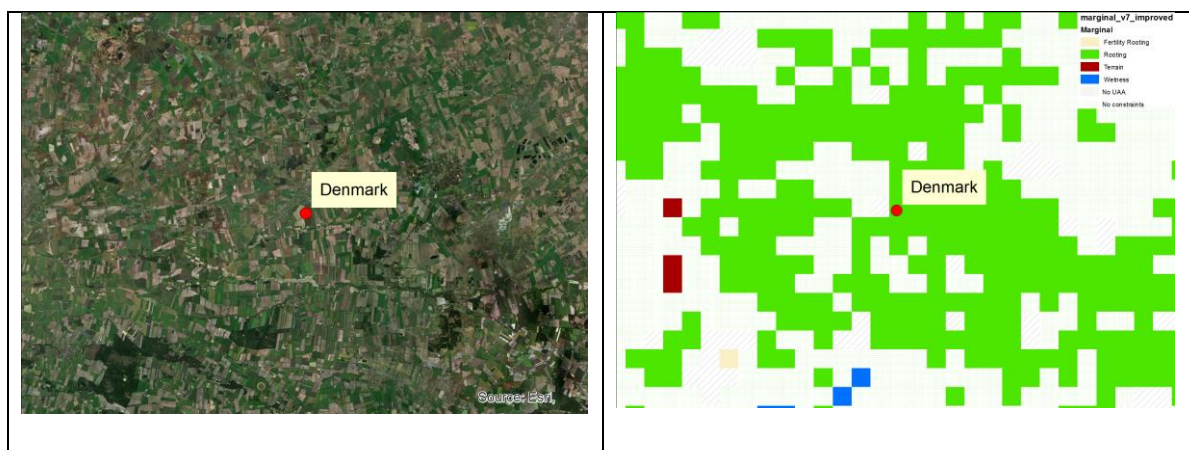 Denmark
Source: Esri,
marginal_v7_improved
Marginal
Fertility Rooting
Rooting
Terrain
Wetness
No UAA
No constraints
Denmark